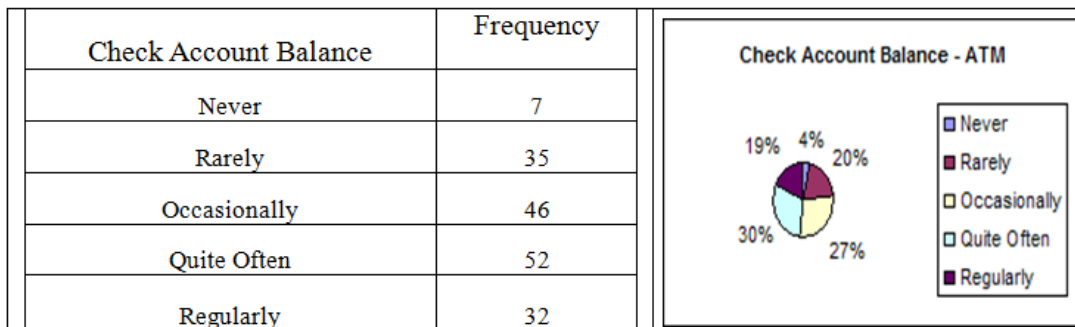 Check Account Balance Frequency
Never 7
Rarely 35
Occasionally 46
Quite Often 52
Regularly 32
Check Account Balance - ATM
19% 4% 20%
30% 27%
Never
Rarely
Occasionally
Quite Often
Regularly